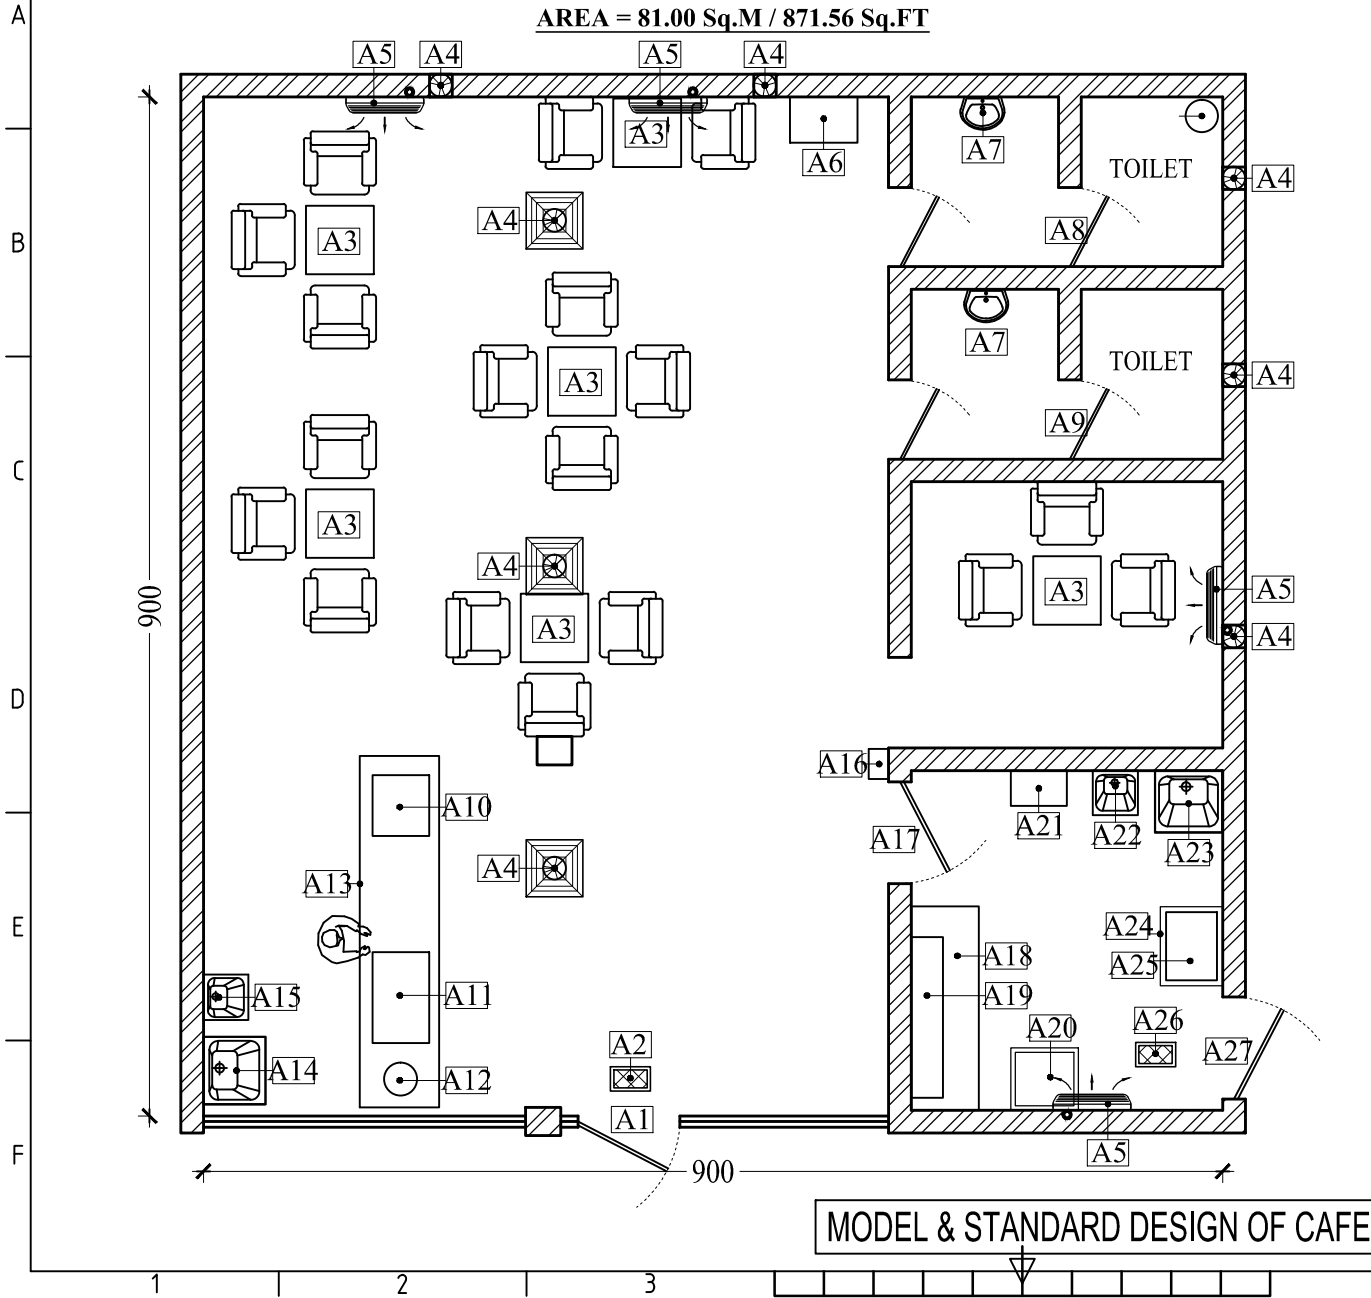 A
AREA = 81.00 Sq.M / 871.56 Sq.FT
A5
A4
A5
A4
A3
A6
A7
TOILET
A4
A4
B
A3
A8
A7
TOILET
A4
A3
A9
C
A3
A4
A3
A3
A5
A4
900
D
A16
A10
A17
A21
A22
A23
A4
A13
E
A24
A18
A25
A15
A11
A19
A20
A26
A2
A27
A14
A12
A1
F
A5
900
MODEL & STANDARD DESIGN OF CAFE
1
2
3